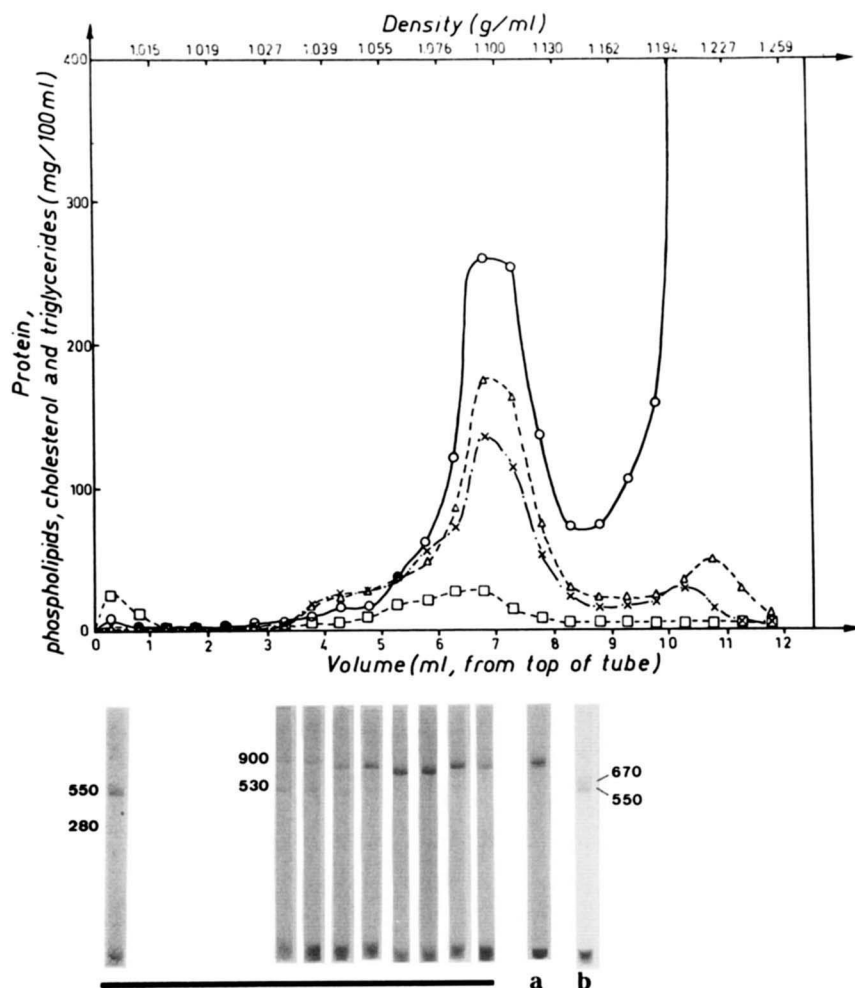 Density (g/ml)
1.015 1.019 1.027 1.039 1.055 1.076 1.100 1.130 1.162 1.194 1.227 1.259
Protein,
phospholipids, cholesterol and triglycerides (mg/100ml)
400
300
200
100
0
0 1 2 3 4 5 6 7 8 9 10 11 12
Volume (ml, from top of tube)
900
530
550
280
670
550
a b